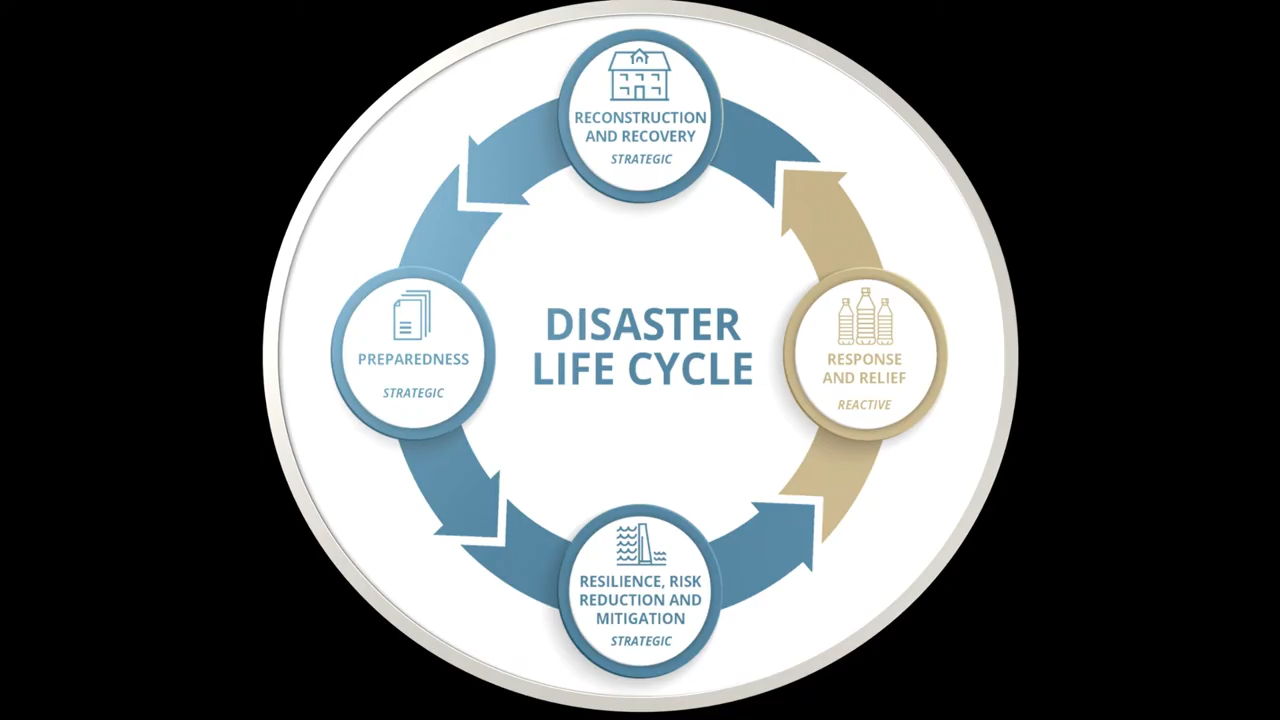 RECONSTRUCTION
AND RECOVERY
STRATEGIC
DISASTER
LIFE CYCLE
PREPAREDNESS
STRATEGIC
RESPONSE
AND RELIEF
REACTIVE
RESILIENCE, RISK
REDUCTION AND
MITIGATION
STRATEGIC